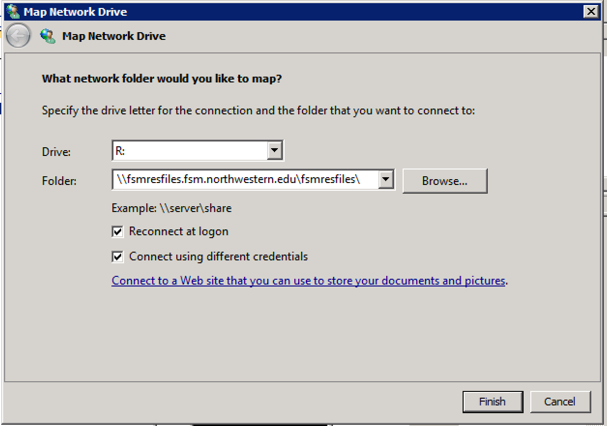 Map Network Drive
Map Network Drive
What network folder would you like to map?
Specify the drive letter for the connection and the folder that you want to connect to:
Drive: R:
Folder: \\fsmresfiles.fsm.northwestern.edu\fsmresfiles\ Browse...
Example: \\server\share
Reconnect at logon
Connect using different credentials
Connect to a Web site that you can use to store your documents and pictures.
Finish Cancel